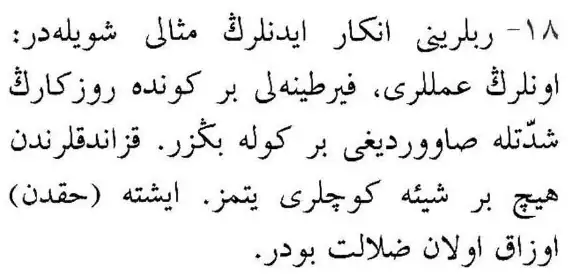 ١٨- ربلرينى انكار ايدنلرڭ مثالى شويله‌در:
اونلرڭ عمللرى، فيرطينه‌لى بر كونده روزكارڭ
شدّتله صاووردیغى بر كوله بڭزر. قزاندقلرندن
هيچ بر شيئه كوچلرى يتمز. ايشته (حقدن)
اوزاق اولان ضلالت بودر.